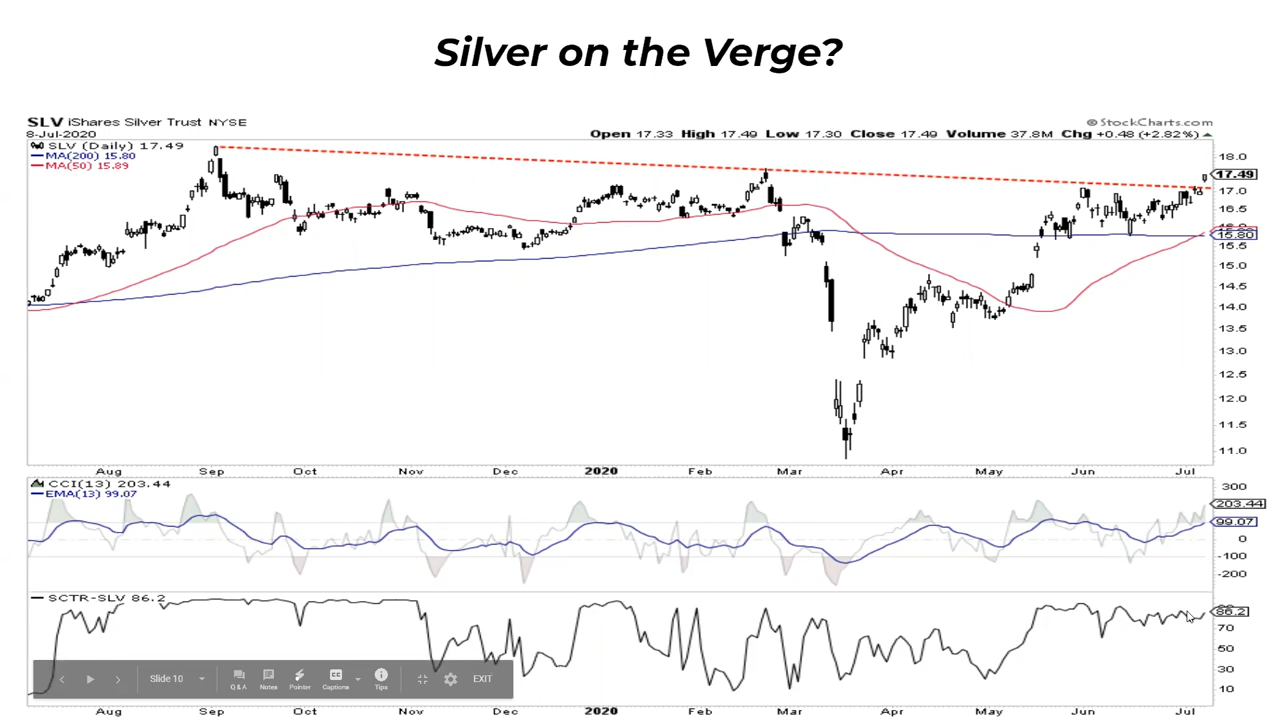 Silver on the Verge?
SLV iShares Silver Trust NYSE
© StockCharts.com
8-Jul-2020
Open 17.33 High 17.49 Low 17.30 Close 17.49 Volume 37.8M Chg +0.48 (+2.82%)
SLV (Daily) 17.49
MA(200) 15.80
MA(50) 15.89
18.0
17.49
17.0
16.5
15.80
15.5
15.0
14.5
14.0
13.5
13.0
12.5
12.0
11.5
11.0
Aug Sep Oct Nov Dec 2020 Feb Mar Apr May Jun Jul
CCI(13) 203.44
EMA(13) 99.07
300
203.44
99.07
0
-100
-200
SCTR-SLV 86.2
86.2
70
50
30
10
Slide 10
Q&A Notes Pointer Captions Tips EXIT
CC
Aug Sep Oct Nov Dec 2020 Feb Mar Apr May Jun Jul